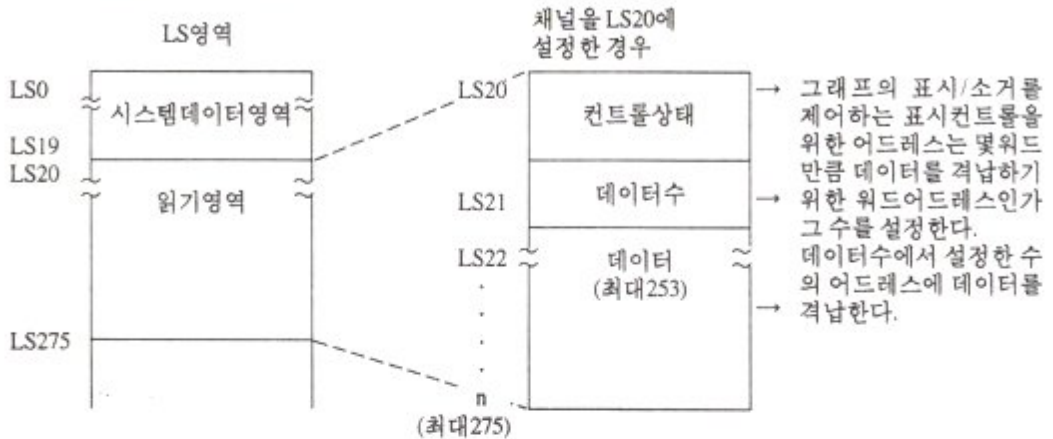 LS영역
LS0
시스템데이터영역
LS19
LS20
읽기영역
LS275
채널을 LS20에
설정한 경우
LS20
컨트롤상태
LS21
데이터수
LS22
데이터
(최대253)
n
(최대275)
→ 그래프의 표시/소거를
제어하는 표시컨트롤을
위한 어드레스는 몇워드
만큼 데이터를 격납하기
→ 위한 워드어드레스인가
그 수를 설정한다.
데이터수에서 설정한 수
의 어드레스에 데이터를
→ 격납한다.